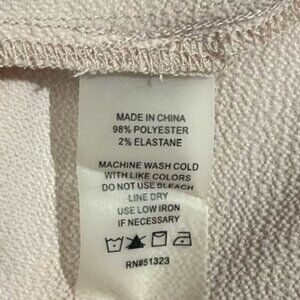 MADE IN CHINA
98% POLYESTER
2% ELASTANE
MACHINE WASH COLD
WITH LIKE COLORS
DO NOT USE BLEACH
LINE DRY
USE LOW IRON
IF NECESSARY
RN#51323